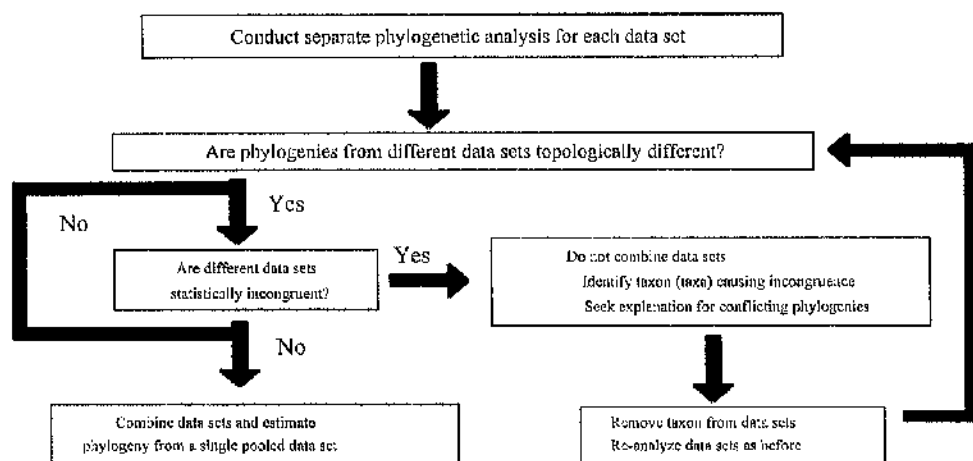 Conduct separate phylogenetic analysis for each data set
Are phylogenies from different data sets topologically different?
Yes
No
Are different data sets
statistically incongruent?
Yes
Do not combine data sets
Identify taxon (taxa) causing incongruence
Seek explanation for conflicting phylogenies
No
Combine data sets and estimate
phylogeny from a single pooled data set
Remove taxon from data sets
Re-analyze data sets as before